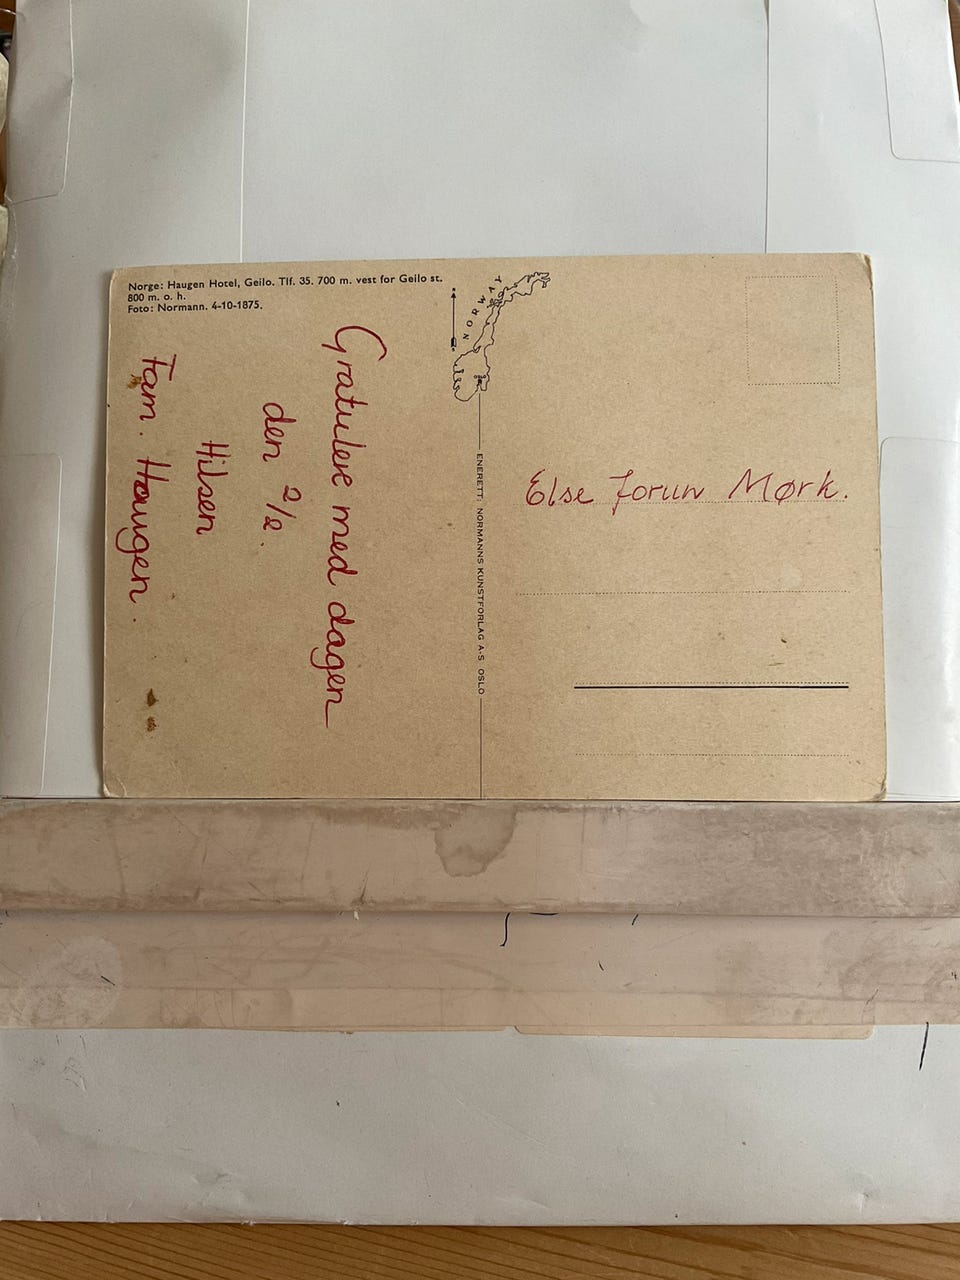 Norge: Haugen Hotel, Geilo. Tlf. 35. 700 m. vest for Geilo st.
800 m. o. h.
Foto: Normann. 4-10-1875.
NORWAY
Gratulere med dagen
den 2/2.
Hilsen
Fam. Haugen.
ENERETT: NORMANNS KUNSTFORLAG A-S OSLO
Else Jorun Mørk.